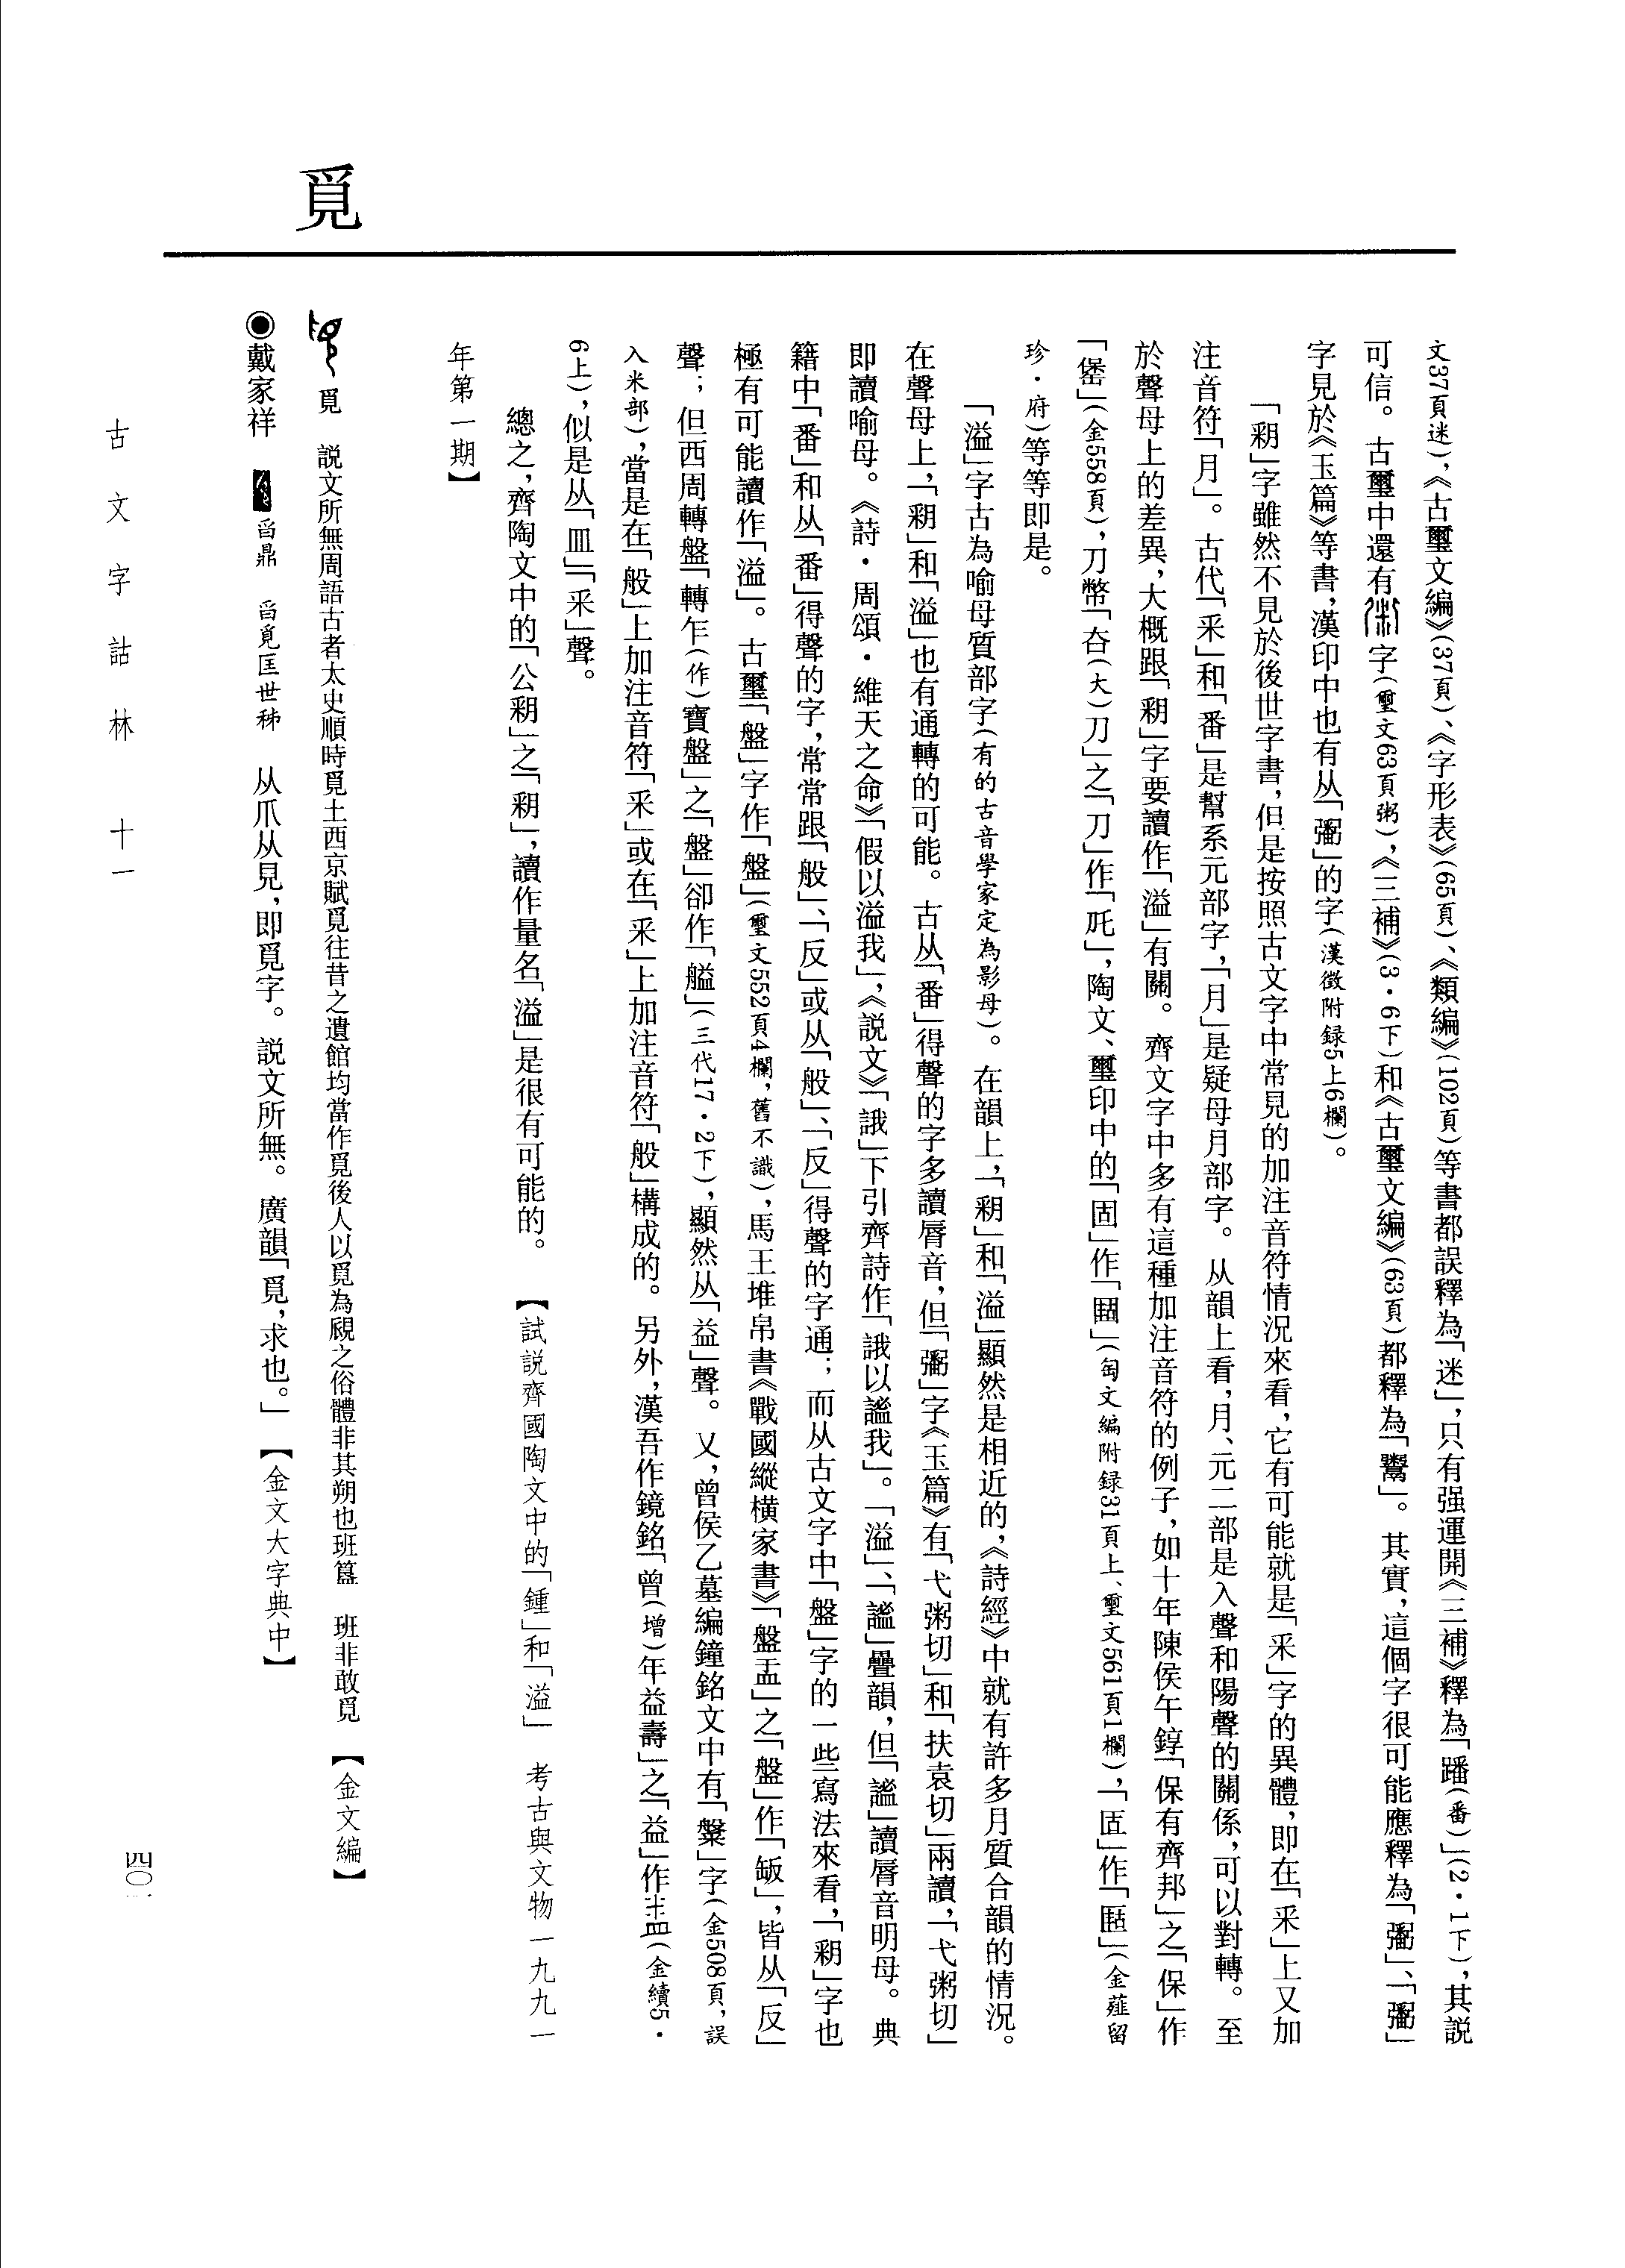 覓
文37頁迷)，《古璽文編》(37頁)、《字形表》(65頁)、《類編》(102頁)等書都誤釋為「迷」，只有强運開《三補》釋為「蹯(番)」(2·1下)，其説
可信。古璽中還有字(璽文63頁粥)，《三補》(3·6下)和《古璽文編》(63頁)都釋為「鬻」。其實，這個字很可能應釋為「䰇」、「䰇」
字見於《玉篇》等書，漢印中也有从「䰇」的字(漢徵附録5上6欄)。
「𥹥」字雖然不見於後世字書，但是按照古文字中常見的加注音符情況來看，它有可能就是「釆」字的異體，即在「釆」上又加
注音符「月」。古代「釆」和「番」是幫系元部字，「月」是疑母月部字。从韻上看，月、元二部是入聲和陽聲的關係，可以對轉。至
於聲母上的差異，大概跟「」字要讀作「溢」有關。齊文字中多有這種加注音符的例子，如十年陳侯午錞「保有齊邦」之「保」作
「」(金558頁)，刀幣「夻(大)刀」之「刀」作「」，陶文、璽印中的「固」作「」(匋文編附録31頁上、璽文561頁1欄)，「匠」作「」(金薤留
珍·府)等等即是。
「溢」字古為喻母質部字(有的古音學家定為影母)。在韻上，「」和「溢」顯然是相近的，《詩經》中就有許多月質合韻的情況。
在聲母上，「」和「溢」也有通轉的可能。古从「番」得聲的字多讀脣音，但「䰇」字《玉篇》有「弋粥切」和「扶袁切」兩讀，「弋粥切」
即讀喻母。《詩·周頌·維天之命》「假以溢我」，《説文》「誐」下引齊詩作「誐以謐我」。「溢」、「謐」疊韻，但「謐」讀脣音明母。典
籍中「番」和从「番」得聲的字，常常跟「般」、「反」或从「般」、「反」得聲的字通；而从古文字中「盤」字的一些寫法來看，「」字也
極有可能讀作「溢」。古璽「盤」字作「盤」(璽文552頁4欄，舊不識)，馬王堆帛書《戰國縱橫家書》「盤盂」之「盤」作「䀀」，皆从「反」
聲；但西周轉盤「轉乍(作)寶盤」之「盤」卻作「艗」(三代17·2下)，顯然从「益」聲。又，曾侯乙墓編鐘銘文中有「」字(金508頁，誤
入米部)，當是在「般」上加注音符「釆」或在「釆」上加注音符「般」構成的。另外，漢吾作鏡銘「曾(增)年益壽」之「益」作(金續5·
6上)，似是从「皿」「釆」聲。
總之，齊陶文中的「公」之「」，讀作量名「溢」是很有可能的。　【試説齊國陶文中的「鍾」和「溢」　考古與文物一九九一
年第一期】
覓　説文所無周語古者太史順時覓土西京賦覓往昔之遺館均當作覓後人以覓為覛之俗體非其朔也班簋　班非敢覓　【金文編】
◉戴家祥　　曶鼎　曶覓匡世秭　从爪从見，即覓字。説文所無。廣韻「覓，求也。」　【金文大字典中】
古文字詁林　十一
四〇